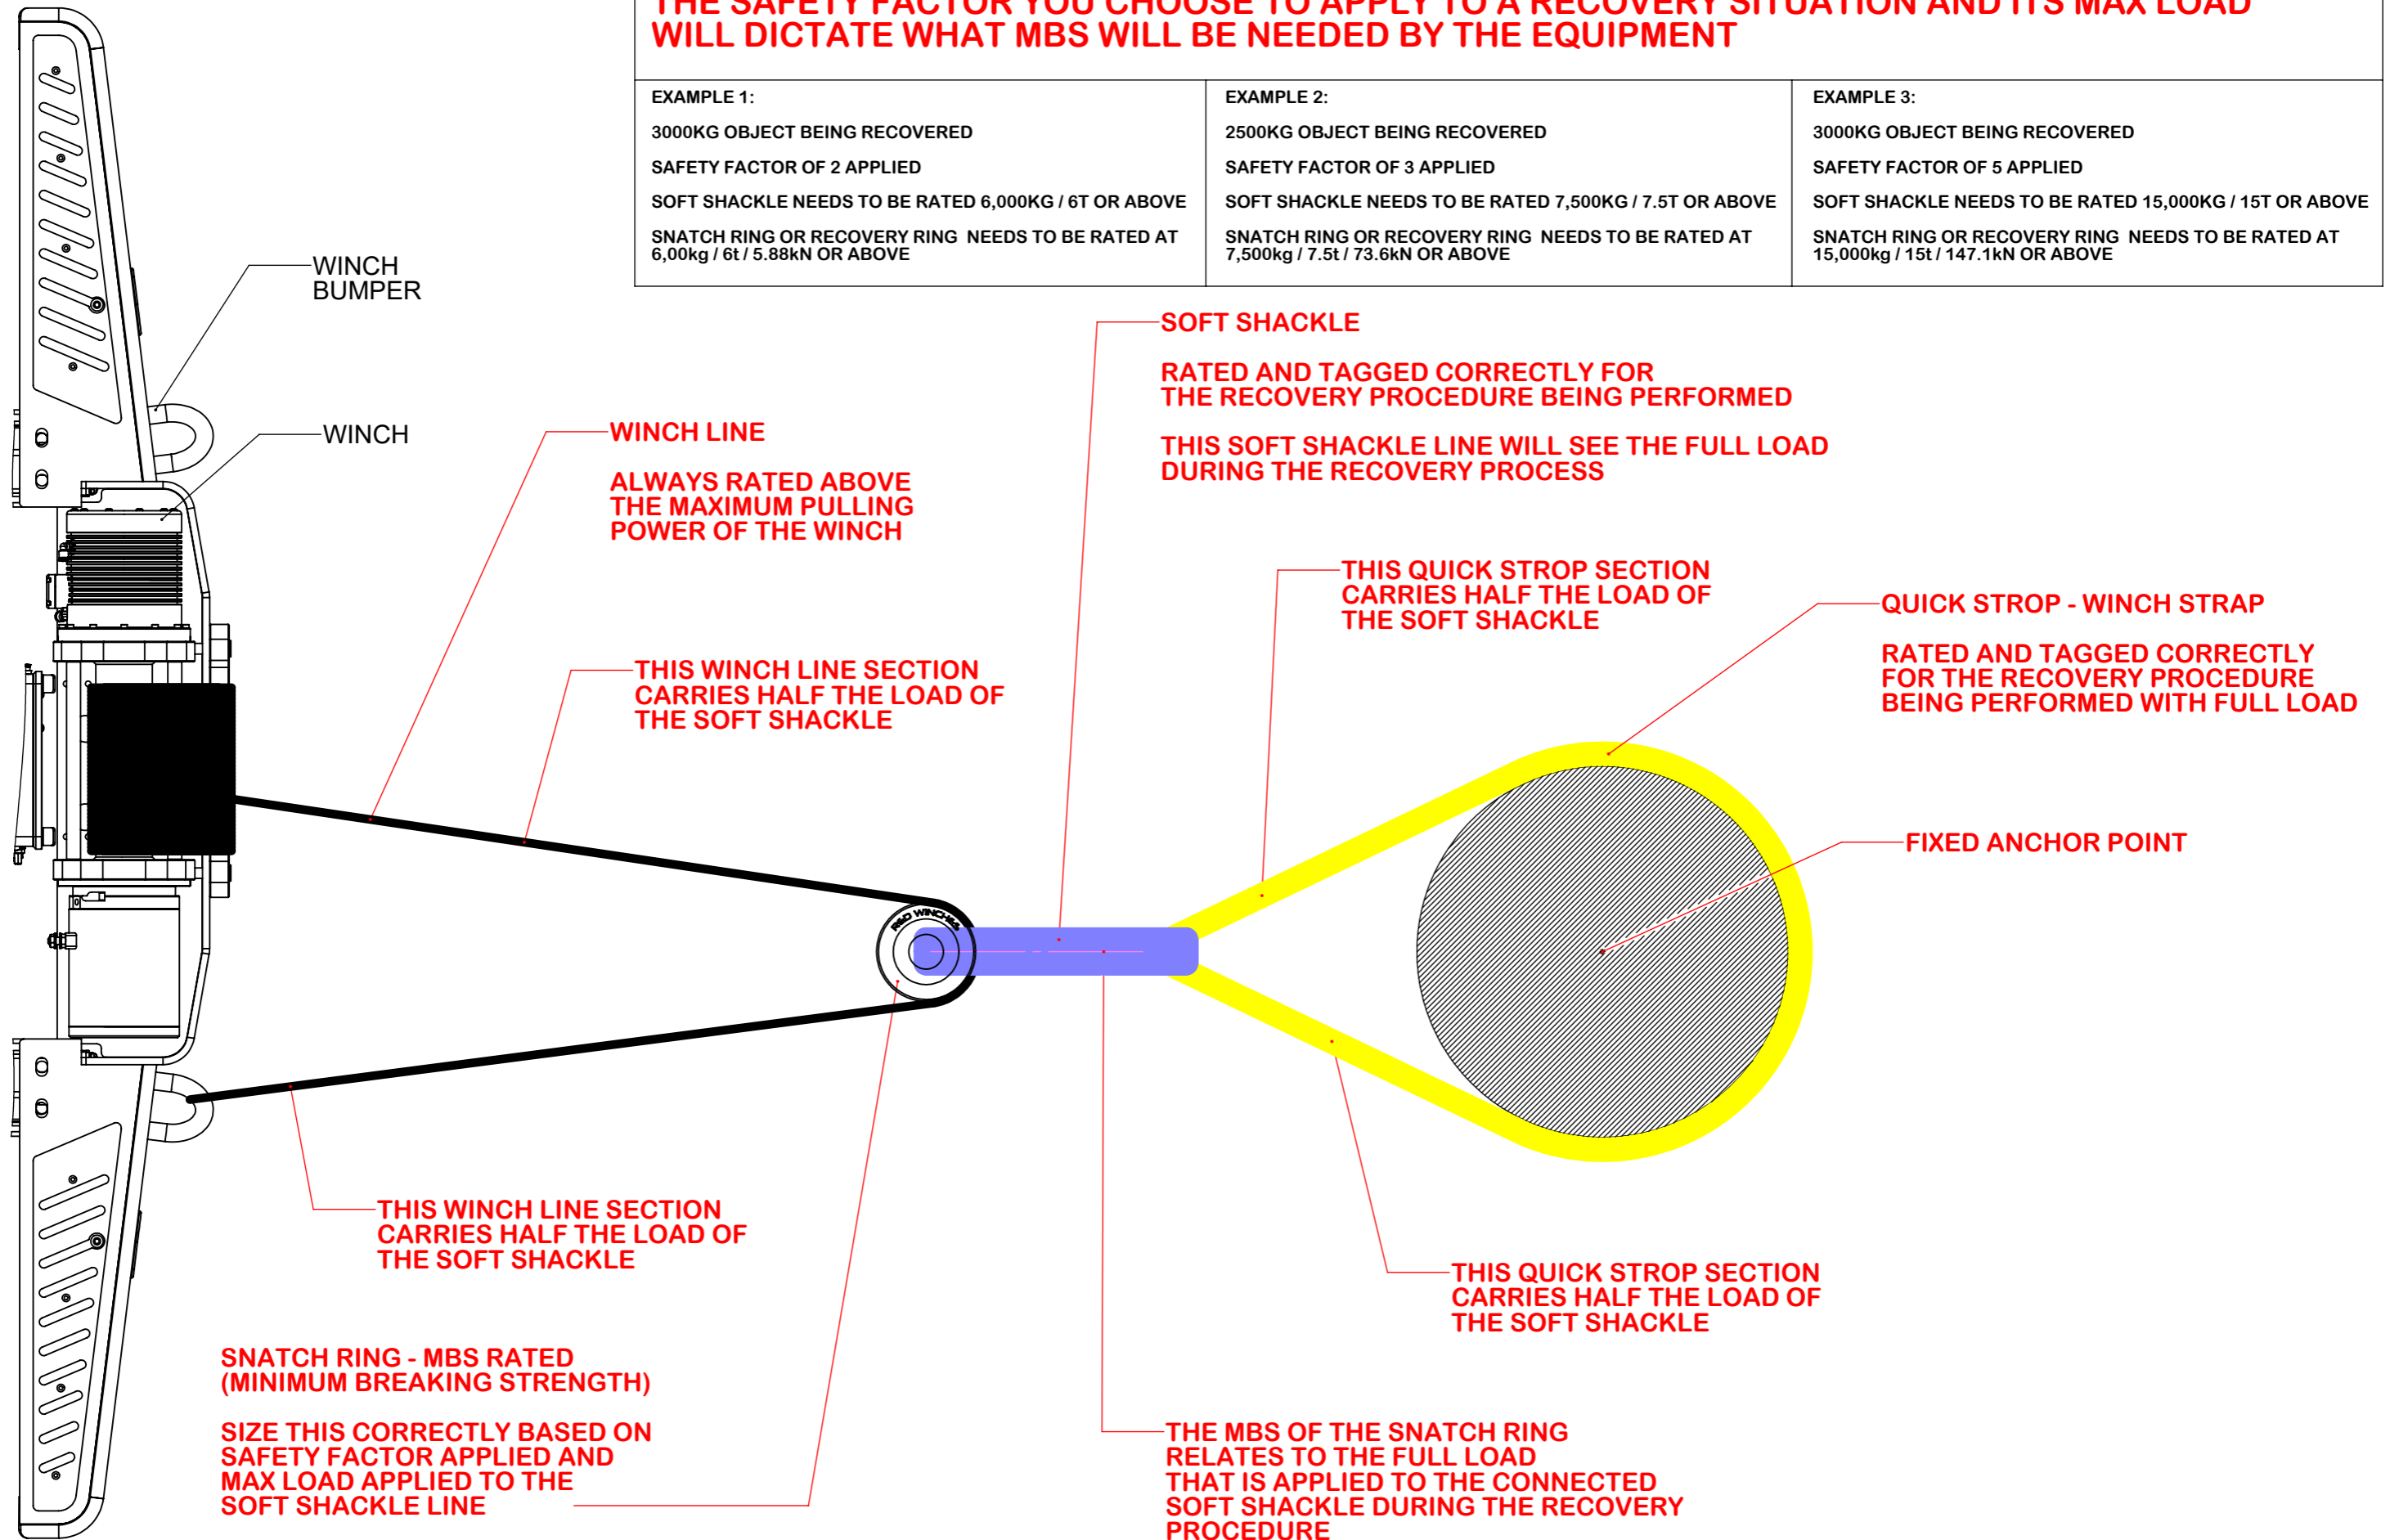 THE SAFETY FACTOR YOU CHOOSE TO APPLY TO A RECOVERY SITUATION AND ITS MAX LOAD
WILL DICTATE WHAT MBS WILL BE NEEDED BY THE EQUIPMENT
EXAMPLE 1:
3000KG OBJECT BEING RECOVERED
SAFETY FACTOR OF 2 APPLIED
SOFT SHACKLE NEEDS TO BE RATED 6,000KG / 6T OR ABOVE
SNATCH RING OR RECOVERY RING NEEDS TO BE RATED AT
6,00kg / 6t / 5.88kN OR ABOVE
EXAMPLE 2:
2500KG OBJECT BEING RECOVERED
SAFETY FACTOR OF 3 APPLIED
SOFT SHACKLE NEEDS TO BE RATED 7,500KG / 7.5T OR ABOVE
SNATCH RING OR RECOVERY RING NEEDS TO BE RATED AT
7,500kg / 7.5t / 73.6kN OR ABOVE
EXAMPLE 3:
3000KG OBJECT BEING RECOVERED
SAFETY FACTOR OF 5 APPLIED
SOFT SHACKLE NEEDS TO BE RATED 15,000KG / 15T OR ABOVE
SNATCH RING OR RECOVERY RING NEEDS TO BE RATED AT
15,000kg / 15t / 147.1kN OR ABOVE
WINCH
BUMPER
WINCH
WINCH LINE
ALWAYS RATED ABOVE
THE MAXIMUM PULLING
POWER OF THE WINCH
SOFT SHACKLE
RATED AND TAGGED CORRECTLY FOR
THE RECOVERY PROCEDURE BEING PERFORMED
THIS SOFT SHACKLE LINE WILL SEE THE FULL LOAD
DURING THE RECOVERY PROCESS
THIS QUICK STROP SECTION
CARRIES HALF THE LOAD OF
THE SOFT SHACKLE
QUICK STROP - WINCH STRAP
RATED AND TAGGED CORRECTLY
FOR THE RECOVERY PROCEDURE
BEING PERFORMED WITH FULL LOAD
THIS WINCH LINE SECTION
CARRIES HALF THE LOAD OF
THE SOFT SHACKLE
FIXED ANCHOR POINT
THIS WINCH LINE SECTION
CARRIES HALF THE LOAD OF
THE SOFT SHACKLE
THIS QUICK STROP SECTION
CARRIES HALF THE LOAD OF
THE SOFT SHACKLE
SNATCH RING - MBS RATED
(MINIMUM BREAKING STRENGTH)
SIZE THIS CORRECTLY BASED ON
SAFETY FACTOR APPLIED AND
MAX LOAD APPLIED TO THE
SOFT SHACKLE LINE
THE MBS OF THE SNATCH RING
RELATES TO THE FULL LOAD
THAT IS APPLIED TO THE CONNECTED
SOFT SHACKLE DURING THE RECOVERY
PROCEDURE